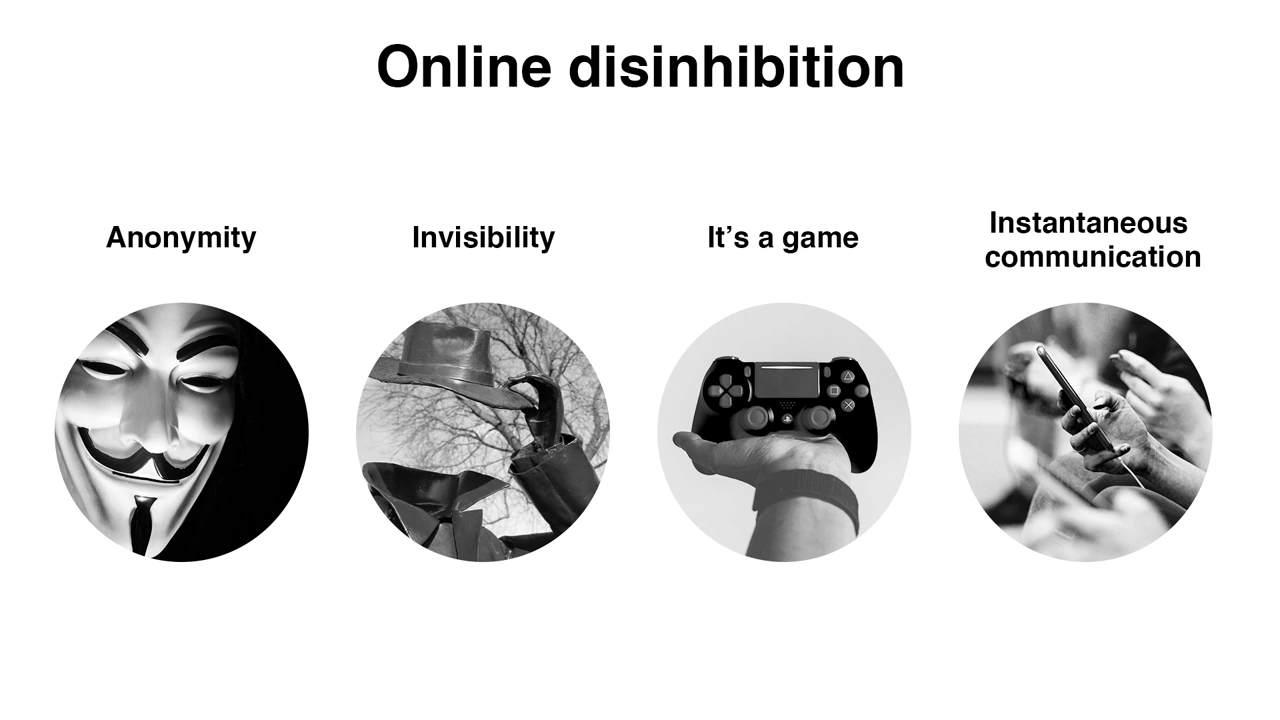 Online disinhibition
Anonymity
Invisibility
It’s a game
Instantaneous
communication